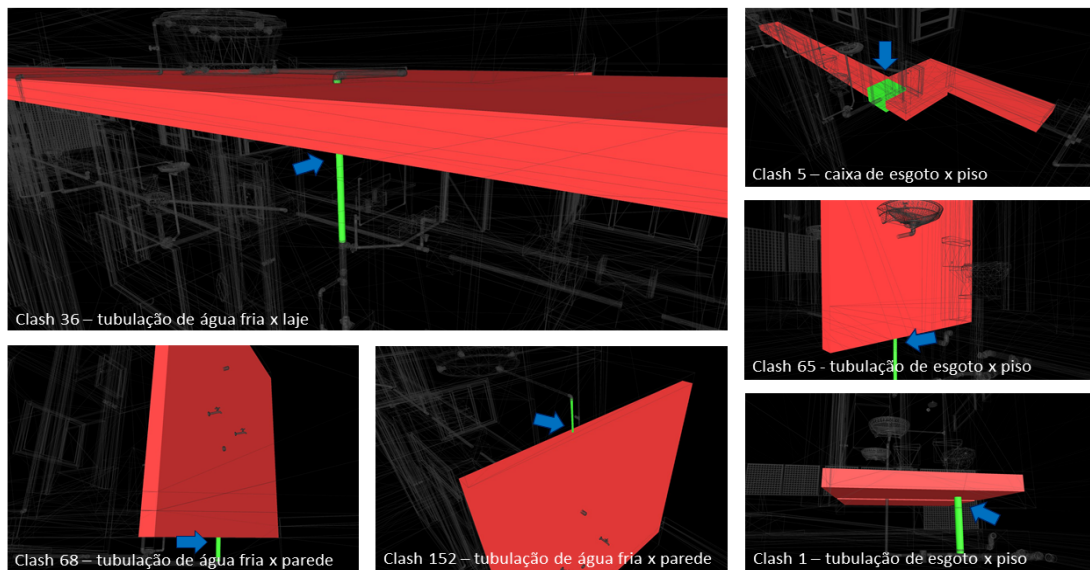 Clash 36 – tubulação de água fria x laje
Clash 5 – caixa de esgoto x piso
Clash 65 - tubulação de esgoto x piso
Clash 68 – tubulação de água fria x parede
Clash 152 – tubulação de água fria x parede
Clash 1 – tubulação de esgoto x piso